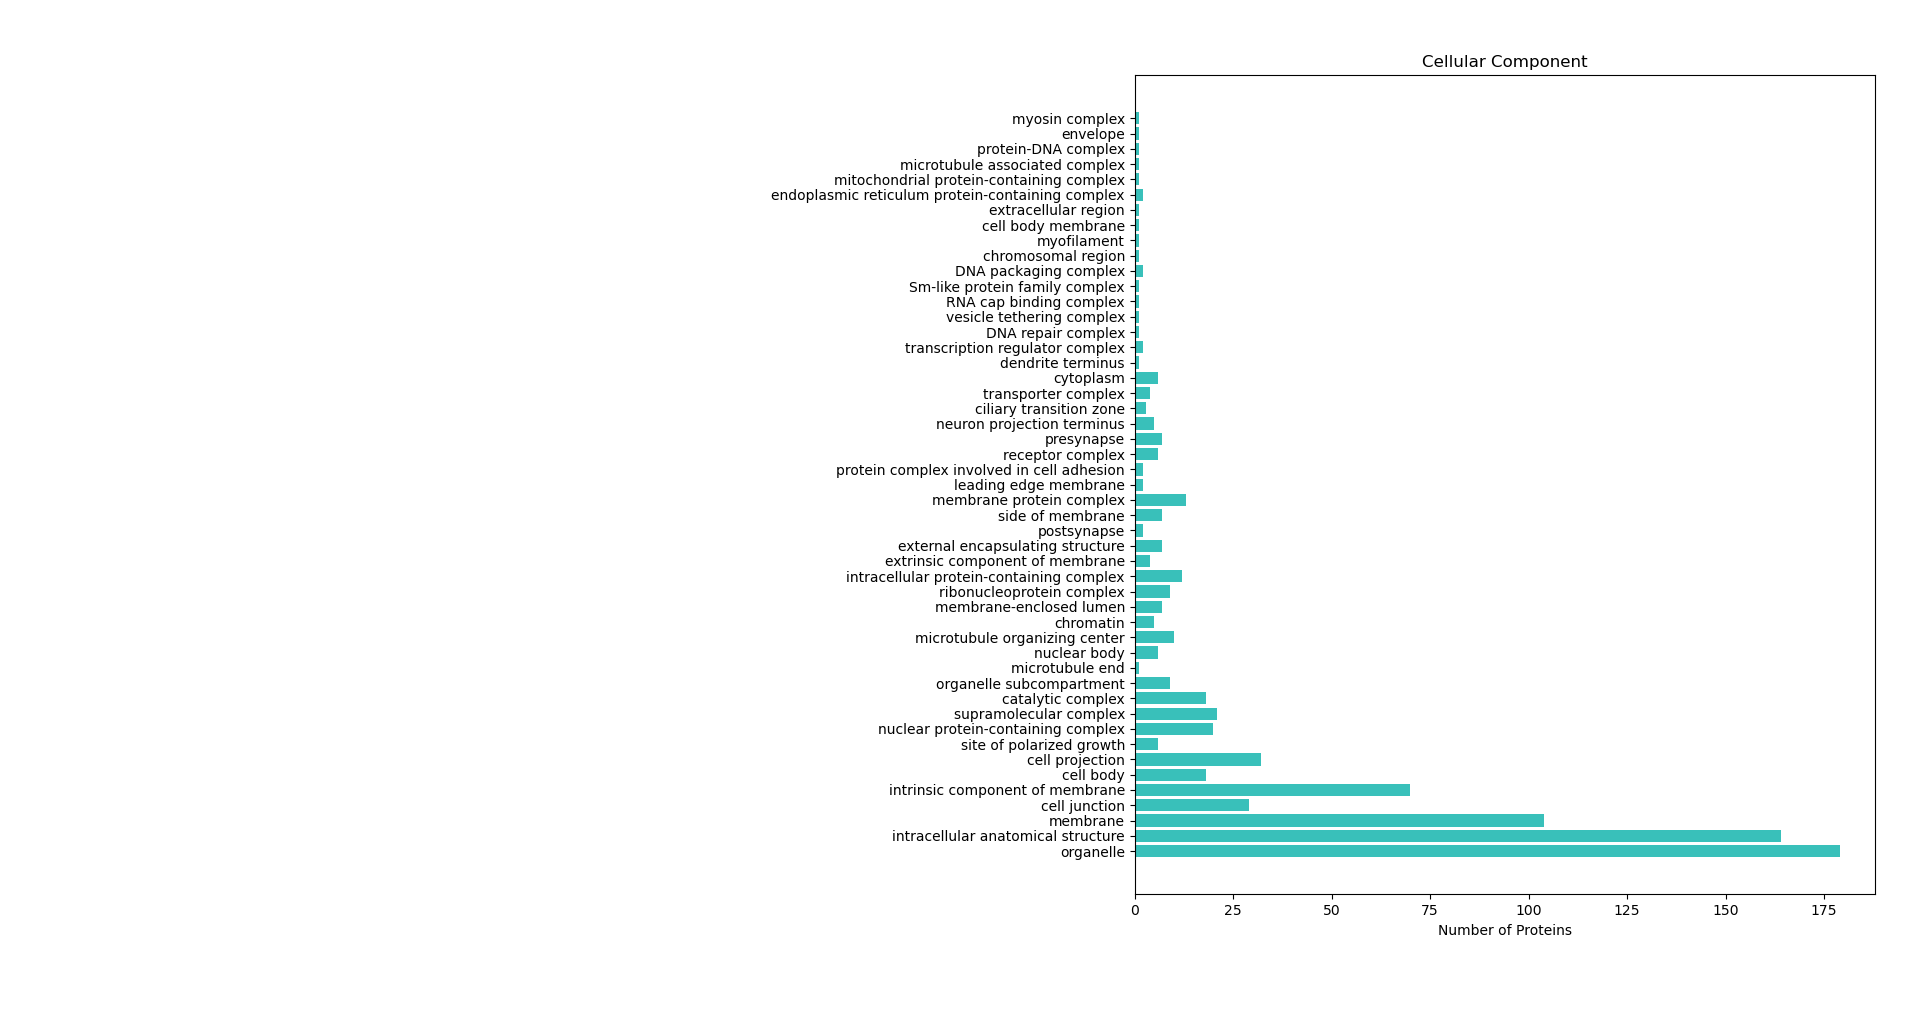 Cellular Component
myosin complex
envelope
protein-DNA complex
microtubule associated complex
mitochondrial protein-containing complex
endoplasmic reticulum protein-containing complex
extracellular region
cell body membrane
myofilament
chromosomal region
DNA packaging complex
Sm-like protein family complex
RNA cap binding complex
vesicle tethering complex
DNA repair complex
transcription regulator complex
dendrite terminus
cytoplasm
transporter complex
ciliary transition zone
neuron projection terminus
presynapse
receptor complex
protein complex involved in cell adhesion
leading edge membrane
membrane protein complex
side of membrane
postsynapse
external encapsulating structure
extrinsic component of membrane
intracellular protein-containing complex
ribonucleoprotein complex
membrane-enclosed lumen
chromatin
microtubule organizing center
nuclear body
microtubule end
organelle subcompartment
catalytic complex
supramolecular complex
nuclear protein-containing complex
site of polarized growth
cell projection
cell body
intrinsic component of membrane
cell junction
membrane
intracellular anatomical structure
organelle
0 25 50 75 100 125 150 175
Number of Proteins